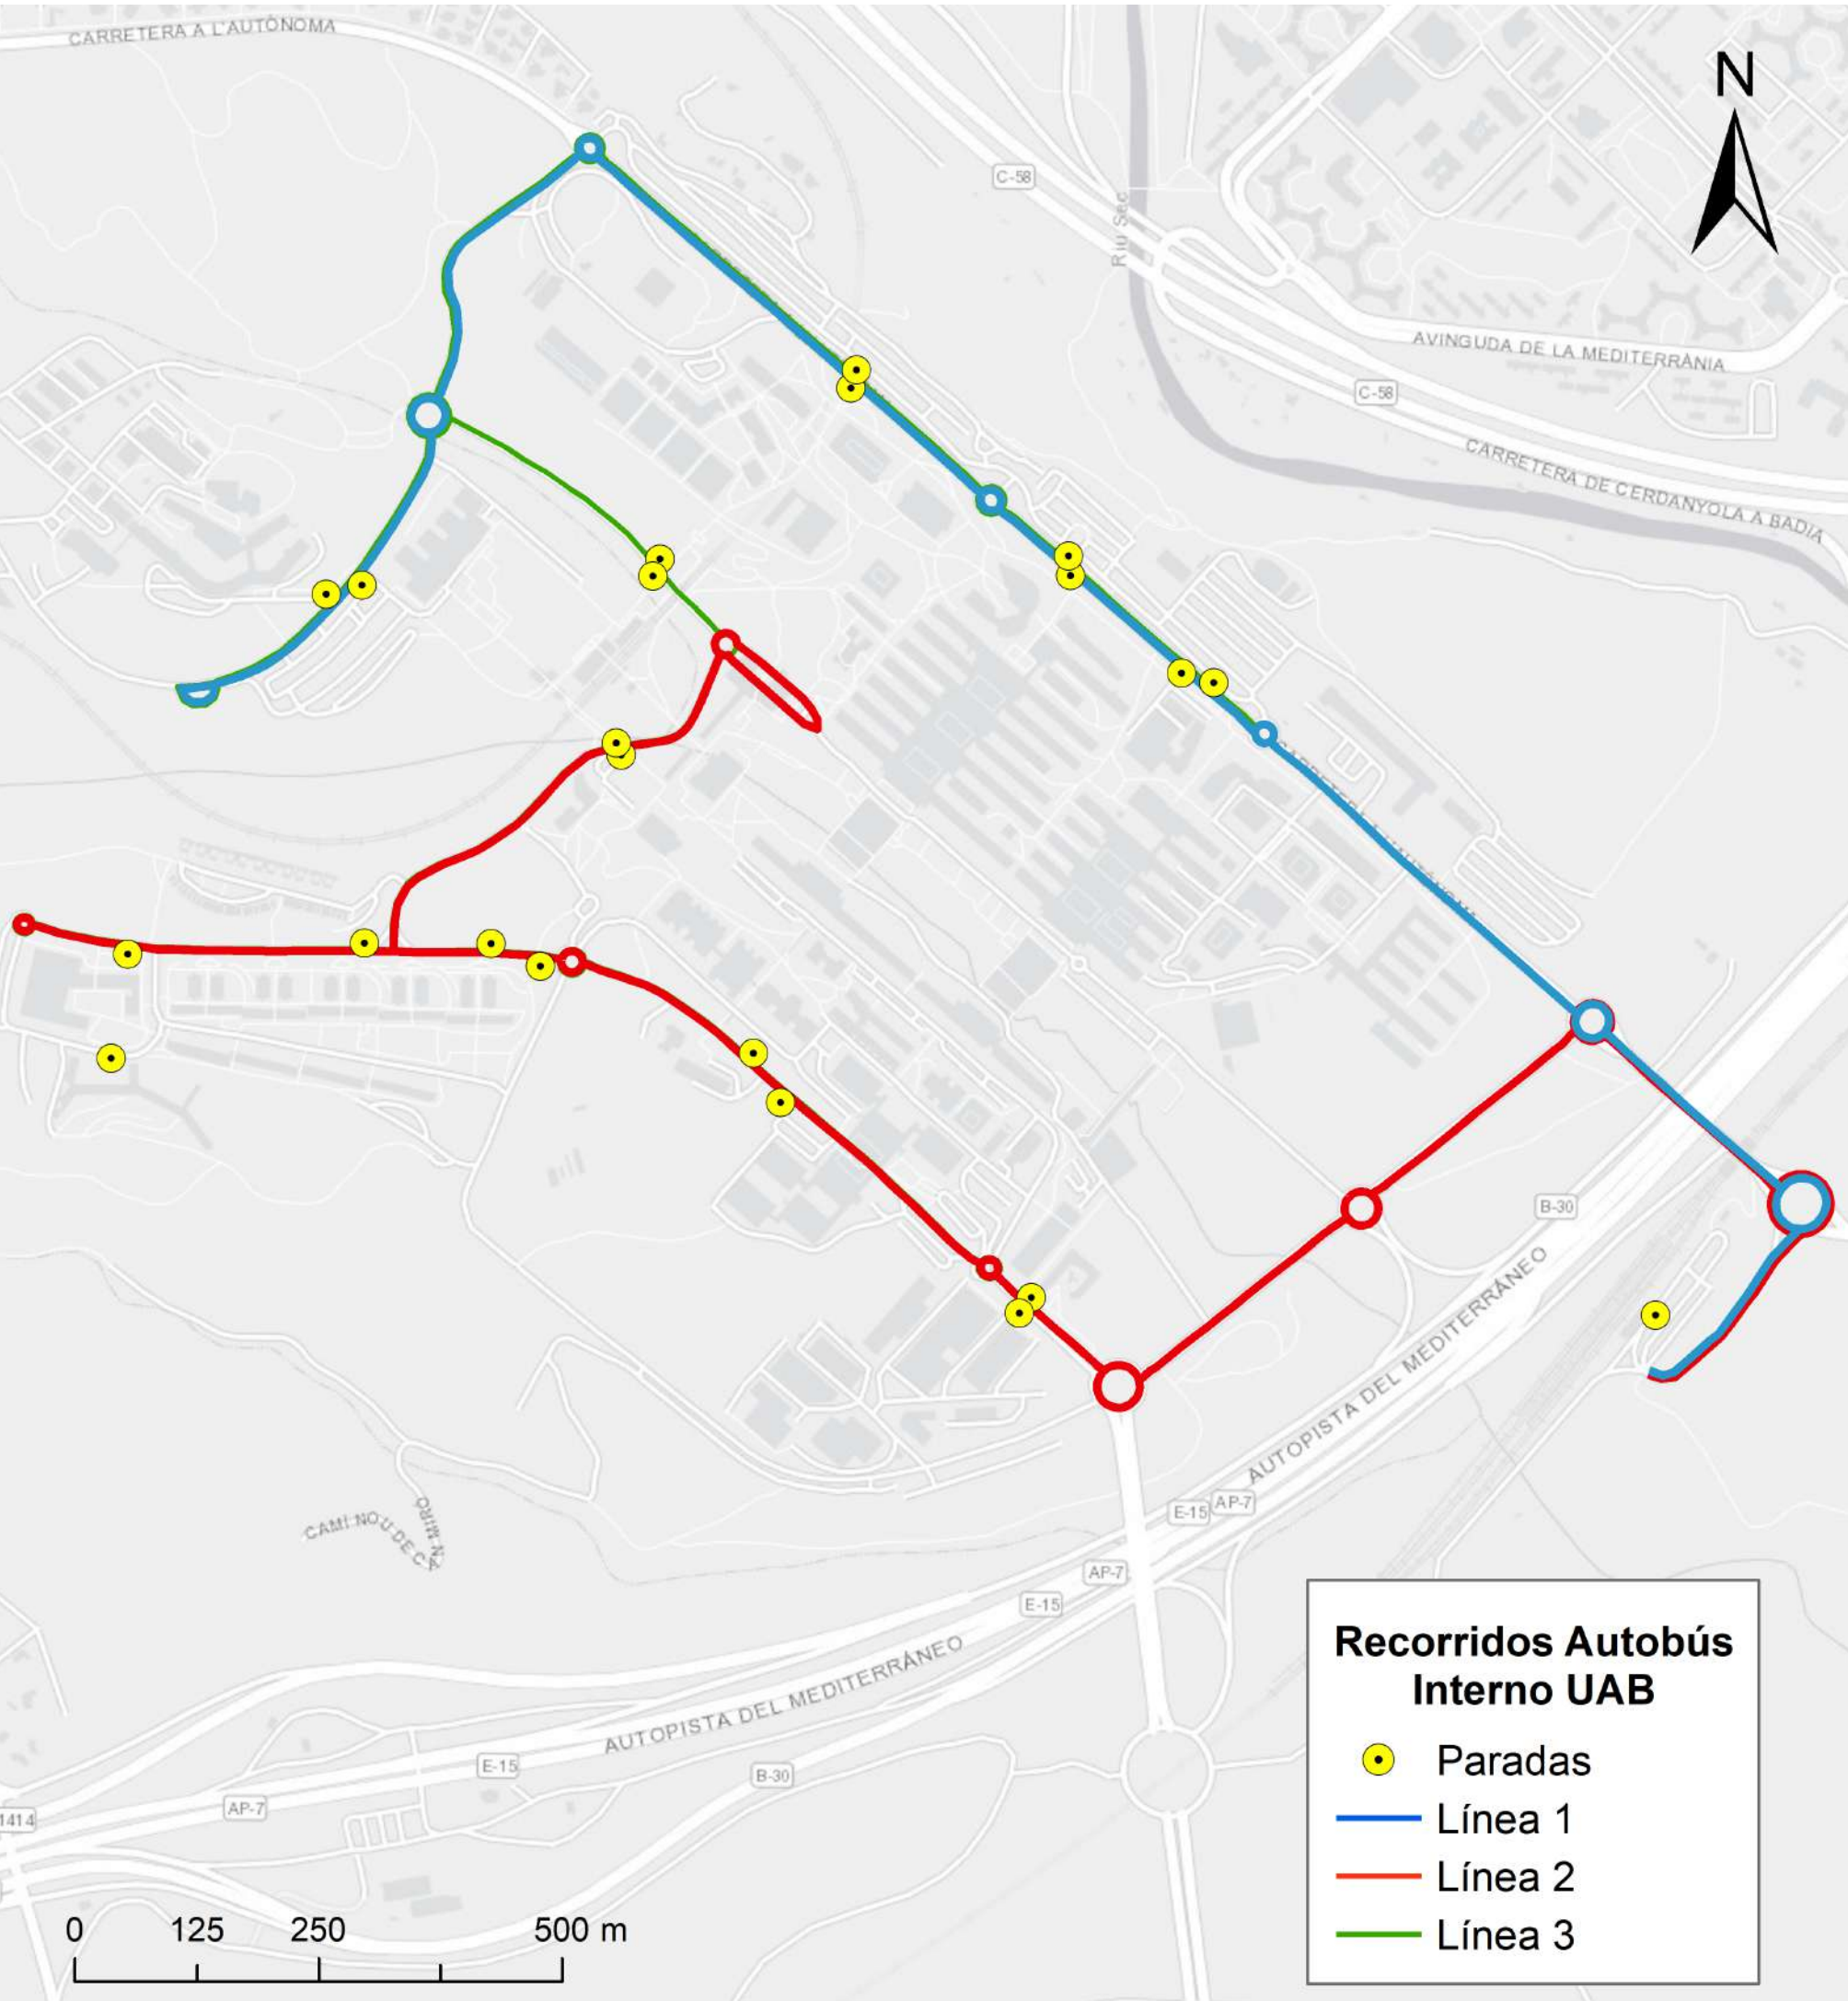 CARRETERA A L'AUTÒNOMA
N
C-58
Riu Sec
AVINGUDA DE LA MEDITERRÀNIA
C-58
CARRETERA DE CERDANYOLA A BADIA
B-30
AUTOPISTA DEL MEDITERRÁNEO
E-15
AP-7
CAMÍ NOU DE CA
N MIRÓ
AP-7
E-15
AUTOPISTA DEL MEDITERRÁNEO
E-15
B-30
AP-7
1414
0 125 250 500 m
Recorridos Autobús
Interno UAB
Paradas
Línea 1
Línea 2
Línea 3